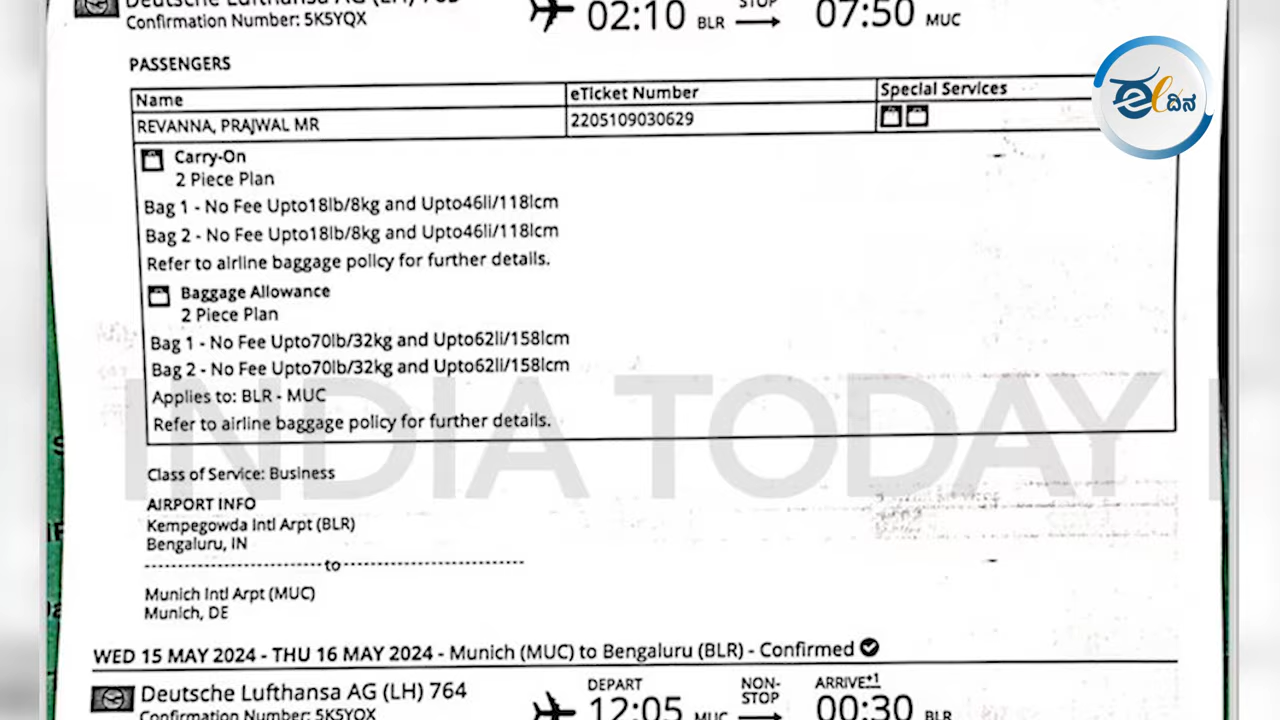 Deutsche Lufthansa AG (LH)
Confirmation Number: 5K5YQX
STOP
02:10 BLR
07:50 MUC
PASSENGERS
Name eTicket Number Special Services
REVANNA, PRAJWAL MR 2205109030629
Carry-On
2 Piece Plan
Bag 1 - No Fee Upto18lb/8kg and Upto46li/118lcm
Bag 2 - No Fee Upto18lb/8kg and Upto46li/118lcm
Refer to airline baggage policy for further details.
Baggage Allowance
2 Piece Plan
Bag 1 - No Fee Upto70lb/32kg and Upto62li/158lcm
Bag 2 - No Fee Upto70lb/32kg and Upto62li/158lcm
Applies to: BLR - MUC
Refer to airline baggage policy for further details.
INDIA TODAY
Class of Service: Business
AIRPORT INFO
Kempegowda Intl Arpt (BLR)
Bengaluru, IN
to
Munich Intl Arpt (MUC)
Munich, DE
WED 15 MAY 2024 - THU 16 MAY 2024 - Munich (MUC) to Bengaluru (BLR) - Confirmed
Deutsche Lufthansa AG (LH) 764
Confirmation Number: 5K5YQX
DEPART
12:05 MUC
NON-
STOP
ARRIVE+1
00:30 BLR
ಈ ದಿನ